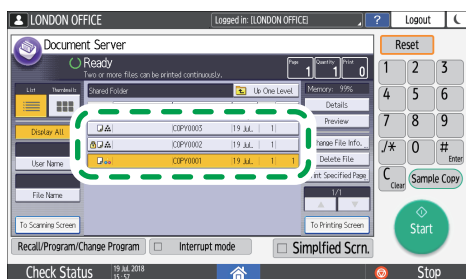 LONDON OFFICE
Logged in: [LONDON OFFICE]
?
Logout
Document Server
Ready
Two or more files can be printed continuously.
Page
1
Quantity
1
Print
0
List
Thumbnails
Shared Folder
Up One Level
Memory: 99%
Details
Preview
Display All
COPY0003
19 JUL.
1
COPY0002
19 JUL.
1
COPY0001
19 JUL.
1
1
hange File Info.
Delete File
int Specified Page
User Name
File Name
1/1
To Scanning Screen
To Printing Screen
Recall/Program/Change Program
Interrupt mode
Simplfied Scrn.
Check Status
19 Jul. 2018
15:57
Stop
Reset
1
2
3
4
5
6
7
8
9
./*
0
#
Enter
C
Clear
Sample Copy
Start